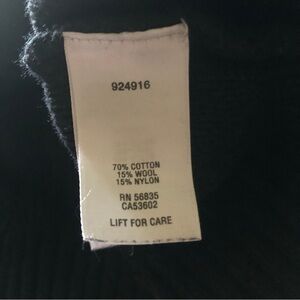 924916
70% COTTON
15% WOOL
15% NYLON
RN 56835
CA53602
LIFT FOR CARE